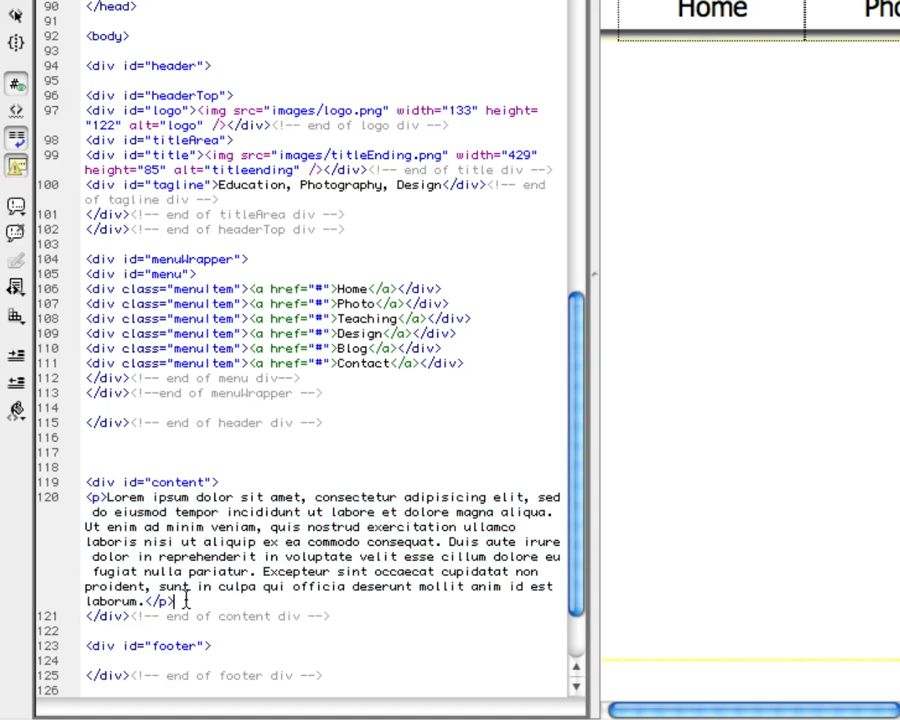 90 </head>
91
92 <body>
93
94 <div id="header">
95
96 <div id="headerTop">
97 <div id="logo"><img src="images/logo.png" width="133" height=
"122" alt="logo" /></div><!-- end of logo div -->
98 <div id="titleArea">
99 <div id="title"><img src="images/titleEnding.png" width="429"
height="85" alt="titleending" /></div><!-- end of title div -->
100 <div id="tagline">Education, Photography, Design</div><!-- end
of tagline div -->
101 </div><!-- end of titleArea div -->
102 </div><!-- end of headerTop div -->
103
104 <div id="menuWrapper">
105 <div id="menu">
106 <div class="menuItem"><a href="#">Home</a></div>
107 <div class="menuItem"><a href="#">Photo</a></div>
108 <div class="menuItem"><a href="#">Teaching</a></div>
109 <div class="menuItem"><a href="#">Design</a></div>
110 <div class="menuItem"><a href="#">Blog</a></div>
111 <div class="menuItem"><a href="#">Contact</a></div>
112 </div><!-- end of menu div-->
113 </div><!--end of menuWrapper -->
114
115 </div><!-- end of header div -->
116
117
118
119 <div id="content">
120 <p>Lorem ipsum dolor sit amet, consectetur adipisicing elit, sed
do eiusmod tempor incididunt ut labore et dolore magna aliqua.
Ut enim ad minim veniam, quis nostrud exercitation ullamco
laboris nisi ut aliquip ex ea commodo consequat. Duis aute irure
dolor in reprehenderit in voluptate velit esse cillum dolore eu
fugiat nulla pariatur. Excepteur sint occaecat cupidatat non
proident, sunt in culpa qui officia deserunt mollit anim id est
laborum.</p>
121 </div><!-- end of content div -->
122
123 <div id="footer">
124
125 </div><!-- end of footer div -->
126
Home
Pho